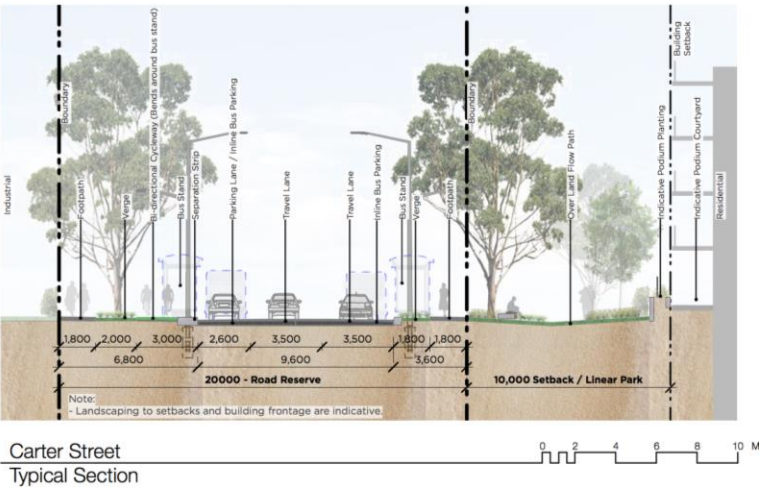 Industrial
Boundary
Footpath
Verge
Bi-directional Cycleway (Bends around bus stand)
Bus Stand
Separation Strip
Parking Lane / Inline Bus Parking
Travel Lane
Travel Lane
Inline Bus Parking
Bus Stand
Verge
Footpath
Boundary
Over Land Flow Path
Indicative Podium Planting
Building
Setback
Indicative Podium Courtyard
Residential
1,800 2,000 3,000 2,600 3,500 3,500 1,800 1,800
6,800 9,600 3,600
20000 - Road Reserve 10,000 Setback / Linear Park
Note:
- Landscaping to setbacks and building frontage are indicative.
Carter Street
Typical Section
0 2 4 6 8 10 M